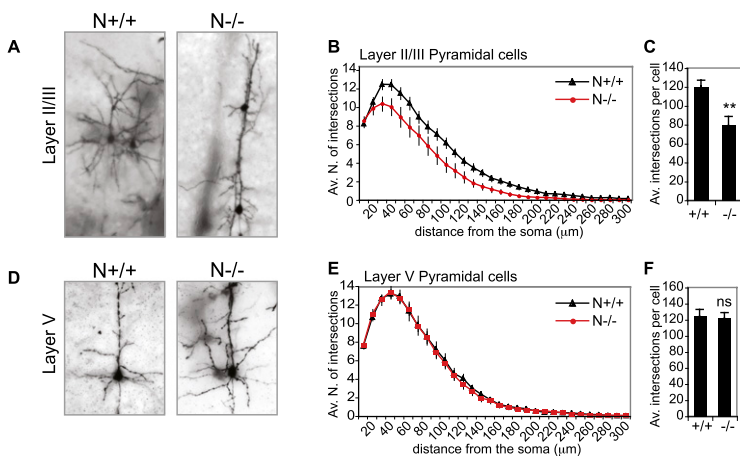 A
N+/+
N-/-
Layer II/III
B
Layer II/III Pyramidal cells
Av. N. of intersections
14
12
10
8
6
4
2
0
N+/+
N-/-
20 40 60 80 100 120 140 160 180 200 220 240 260 280 300
distance from the soma (μm)
C
Av. intersections per cell
140
120
100
80
60
40
20
0
**
+/+ -/-
D
N+/+
N-/-
Layer V
E
Layer V Pyramidal cells
Av. N. of intersections
14
12
10
8
6
4
2
0
N+/+
N-/-
20 40 60 80 100 120 140 160 180 200 220 240 260 280 300
distance from the soma (μm)
F
Av. intersections per cell
160
140
120
100
80
60
40
20
0
ns
+/+ -/-